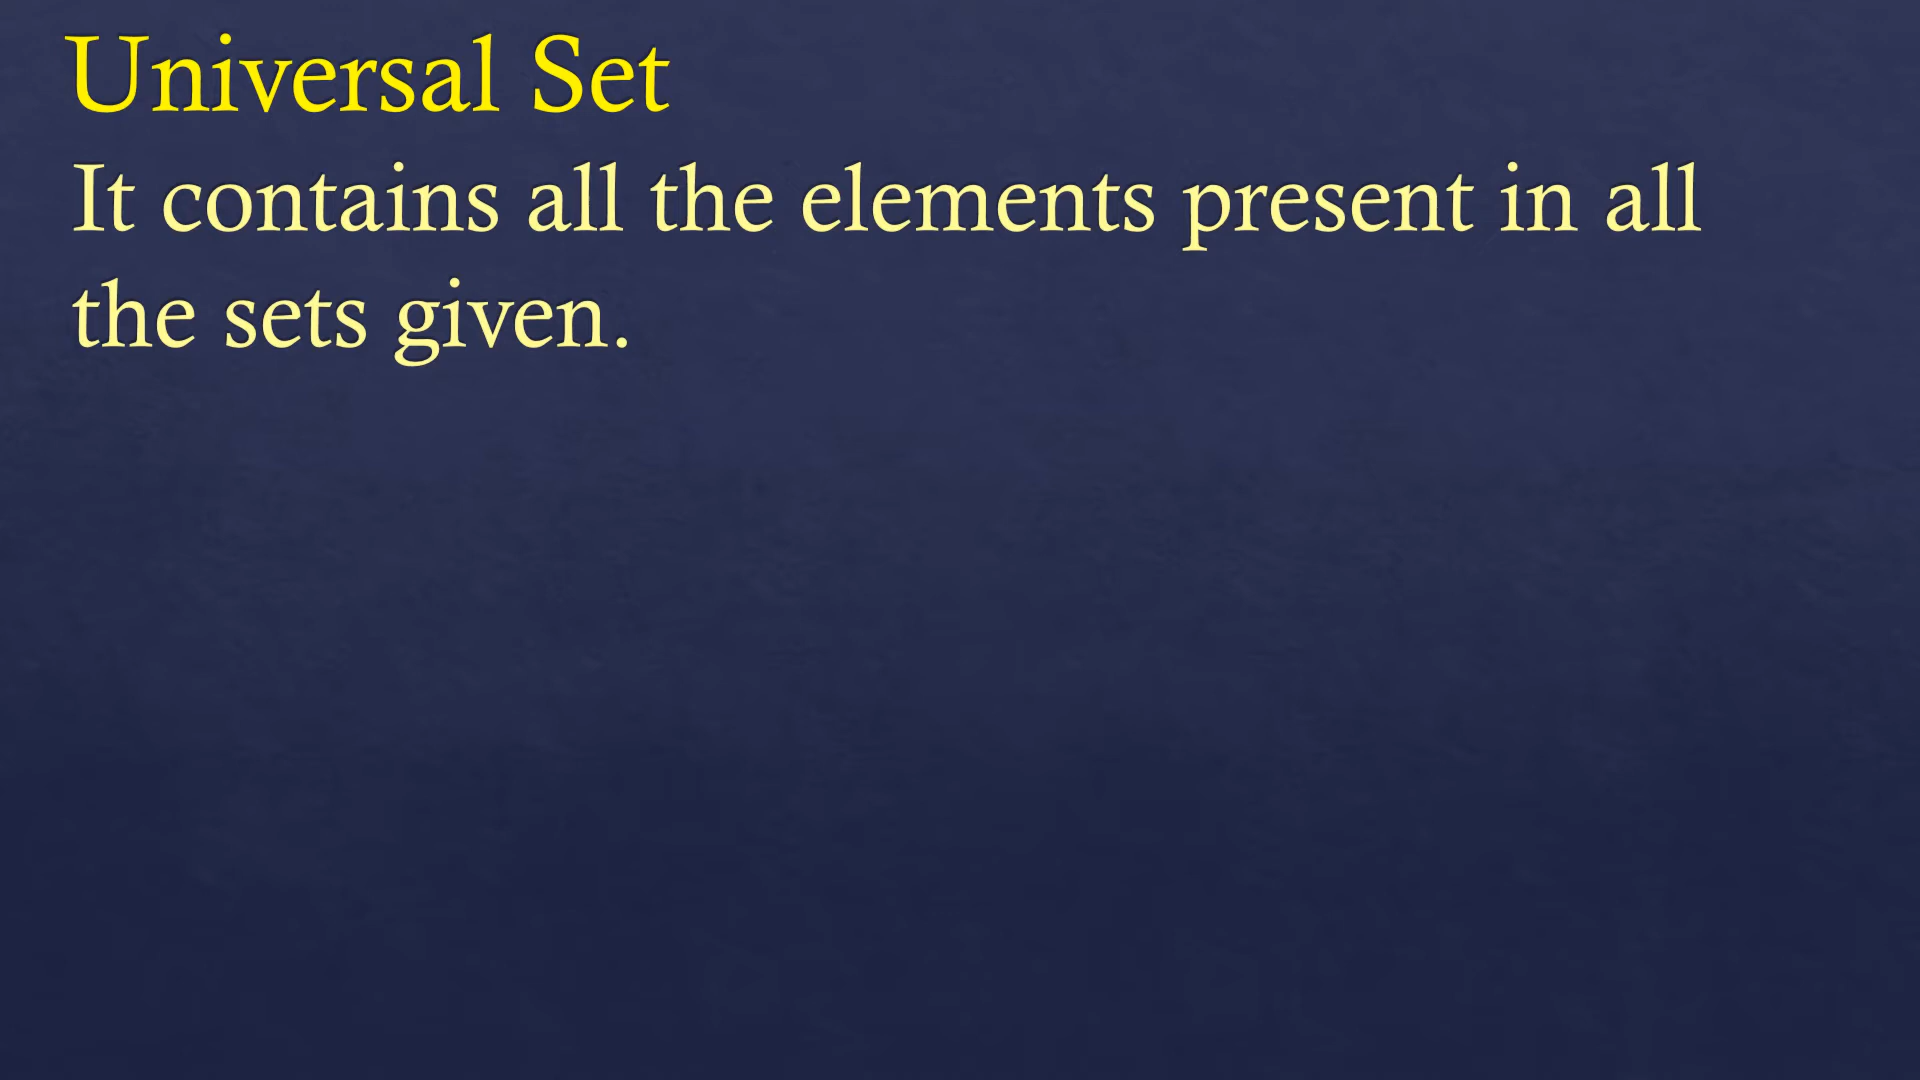 Universal Set
It contains all the elements present in all
the sets given.